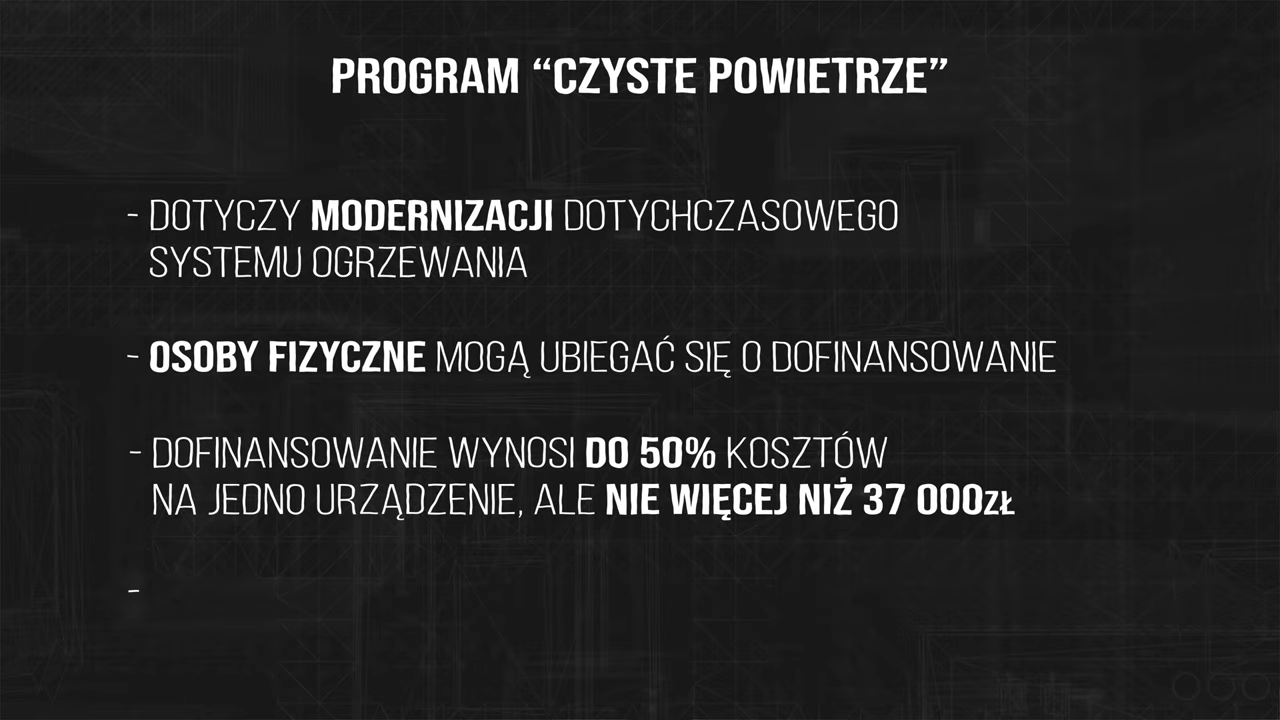 PROGRAM “CZYSTE POWIETRZE”
- DOTYCZY MODERNIZACJI DOTYCHCZASOWEGO
SYSTEMU OGRZEWANIA
- OSOBY FIZYCZNE MOGĄ UBIEGAĆ SIĘ O DOFINANSOWANIE
- DOFINANSOWANIE WYNOSI DO 50% KOSZTÓW
NA JEDNO URZĄDZENIE, ALE NIE WIĘCEJ NIŻ 37 000ZŁ
-